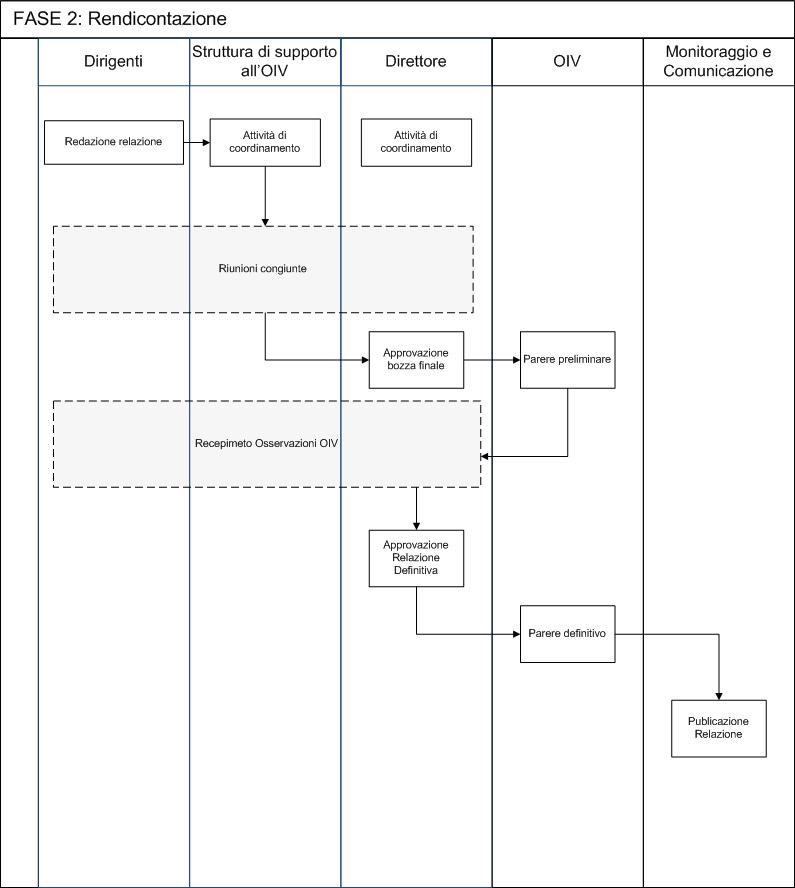 FASE 2: Rendicontazione
Dirigenti
Struttura di supporto
all'OIV
Direttore
OIV
Monitoraggio e
Comunicazione
Redazione relazione
Attività di
coordinamento
Attività di
coordinamento
Riunioni congiunte
Approvazione
bozza finale
Parere preliminare
Recepimeto Osservazioni OIV
Approvazione
Relazione
Definitiva
Parere definitivo
Publicazione
Relazione